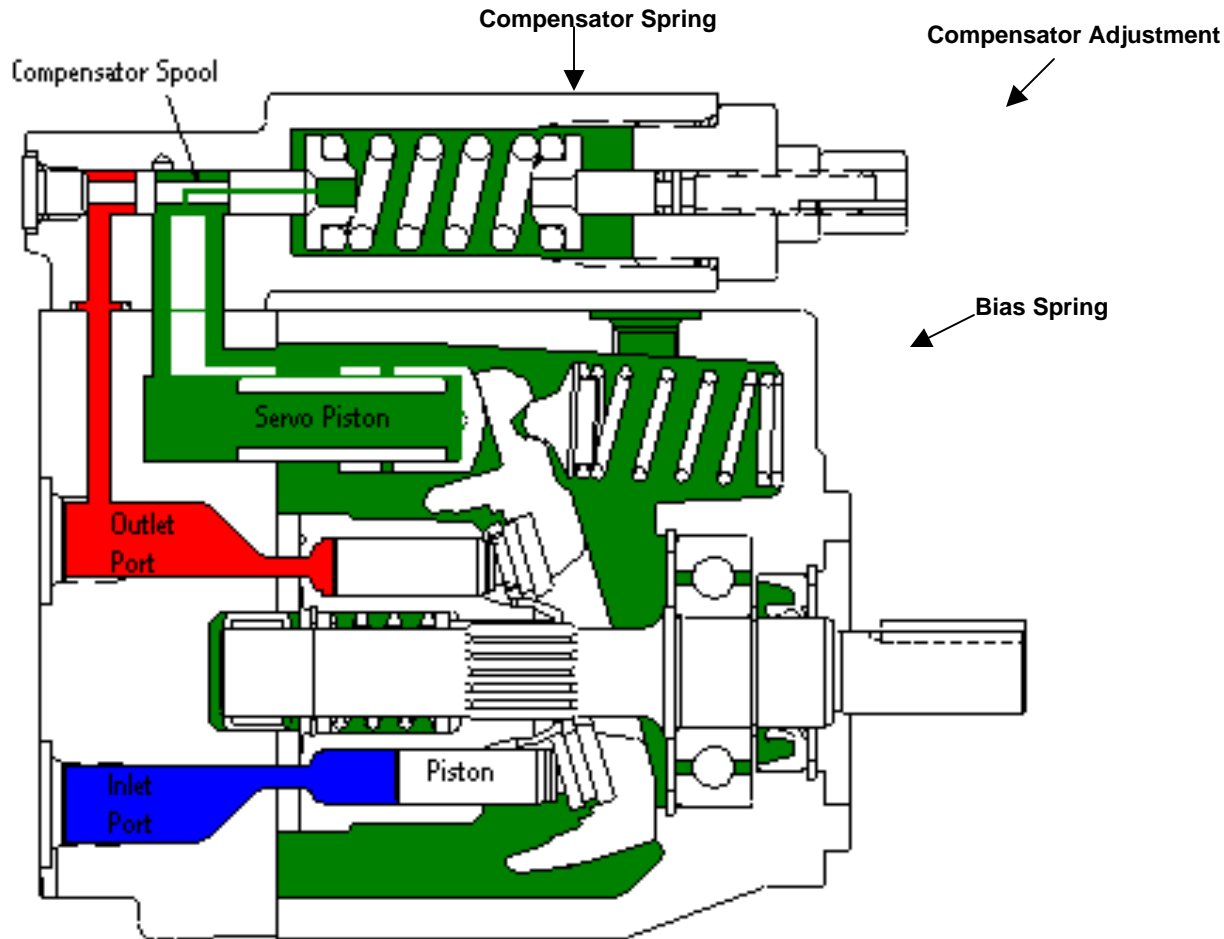 Compensator Spring
Compensator Adjustment
Compensator Spool
Bias Spring
Servo Piston
Outlet
Port
Piston
Inlet
Port